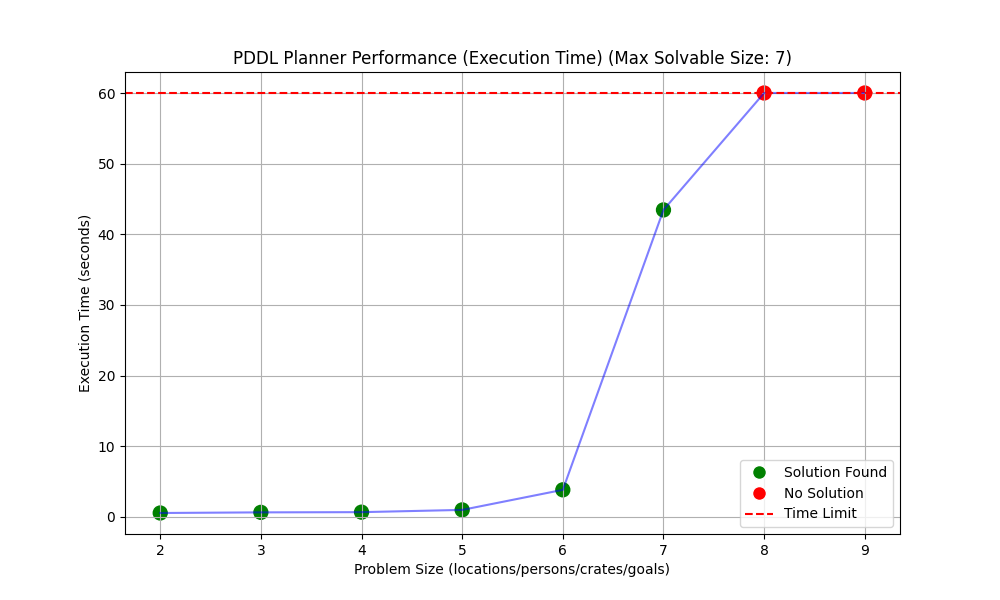 PDDL Planner Performance (Execution Time) (Max Solvable Size: 7)
Execution Time (seconds)
60
50
40
30
20
10
0
2 3 4 5 6 7 8 9
Problem Size (locations/persons/crates/goals)
Solution Found
No Solution
Time Limit